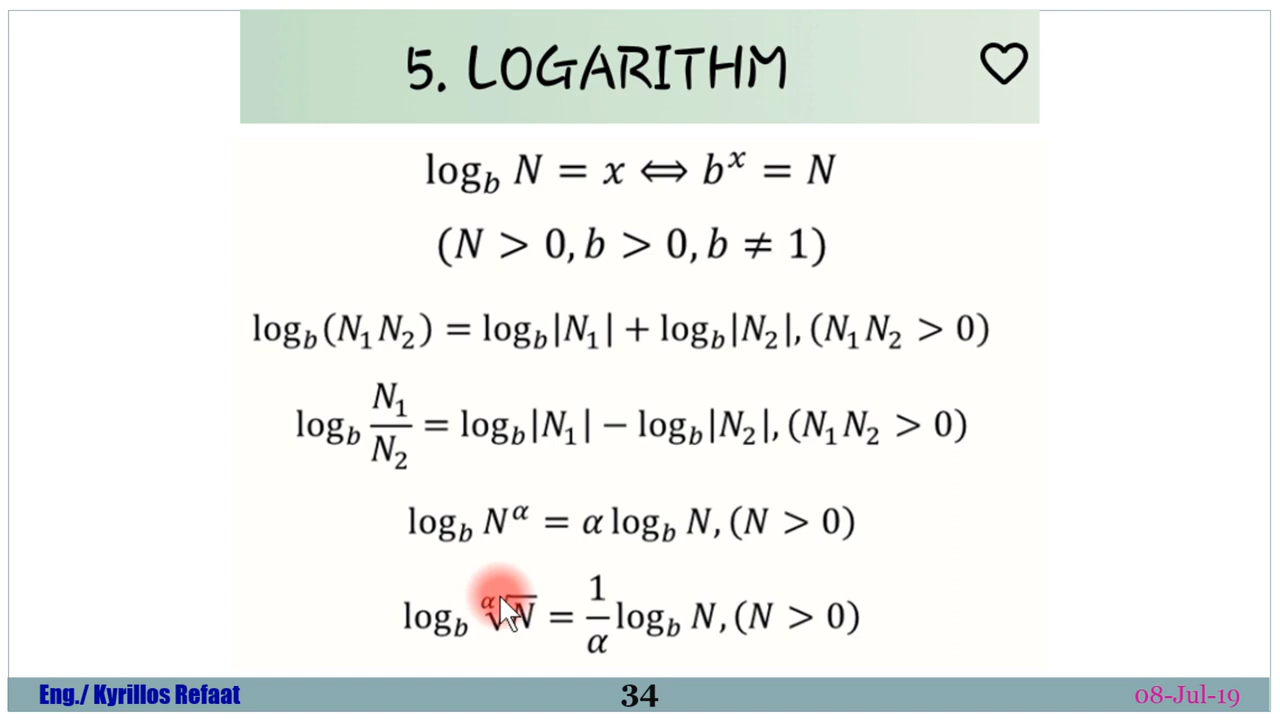 5. LOGARITHM
log_b N = x ⟺ b^x = N
(N > 0, b > 0, b ≠ 1)
log_b(N₁N₂) = log_b|N₁| + log_b|N₂|, (N₁N₂ > 0)
log_b N₁/N₂ = log_b|N₁| − log_b|N₂|, (N₁N₂ > 0)
log_b N^α = α log_b N, (N > 0)
log_b ᵅ√N = 1/α log_b N, (N > 0)
Eng./ Kyrillos Refaat 34 08-Jul-19